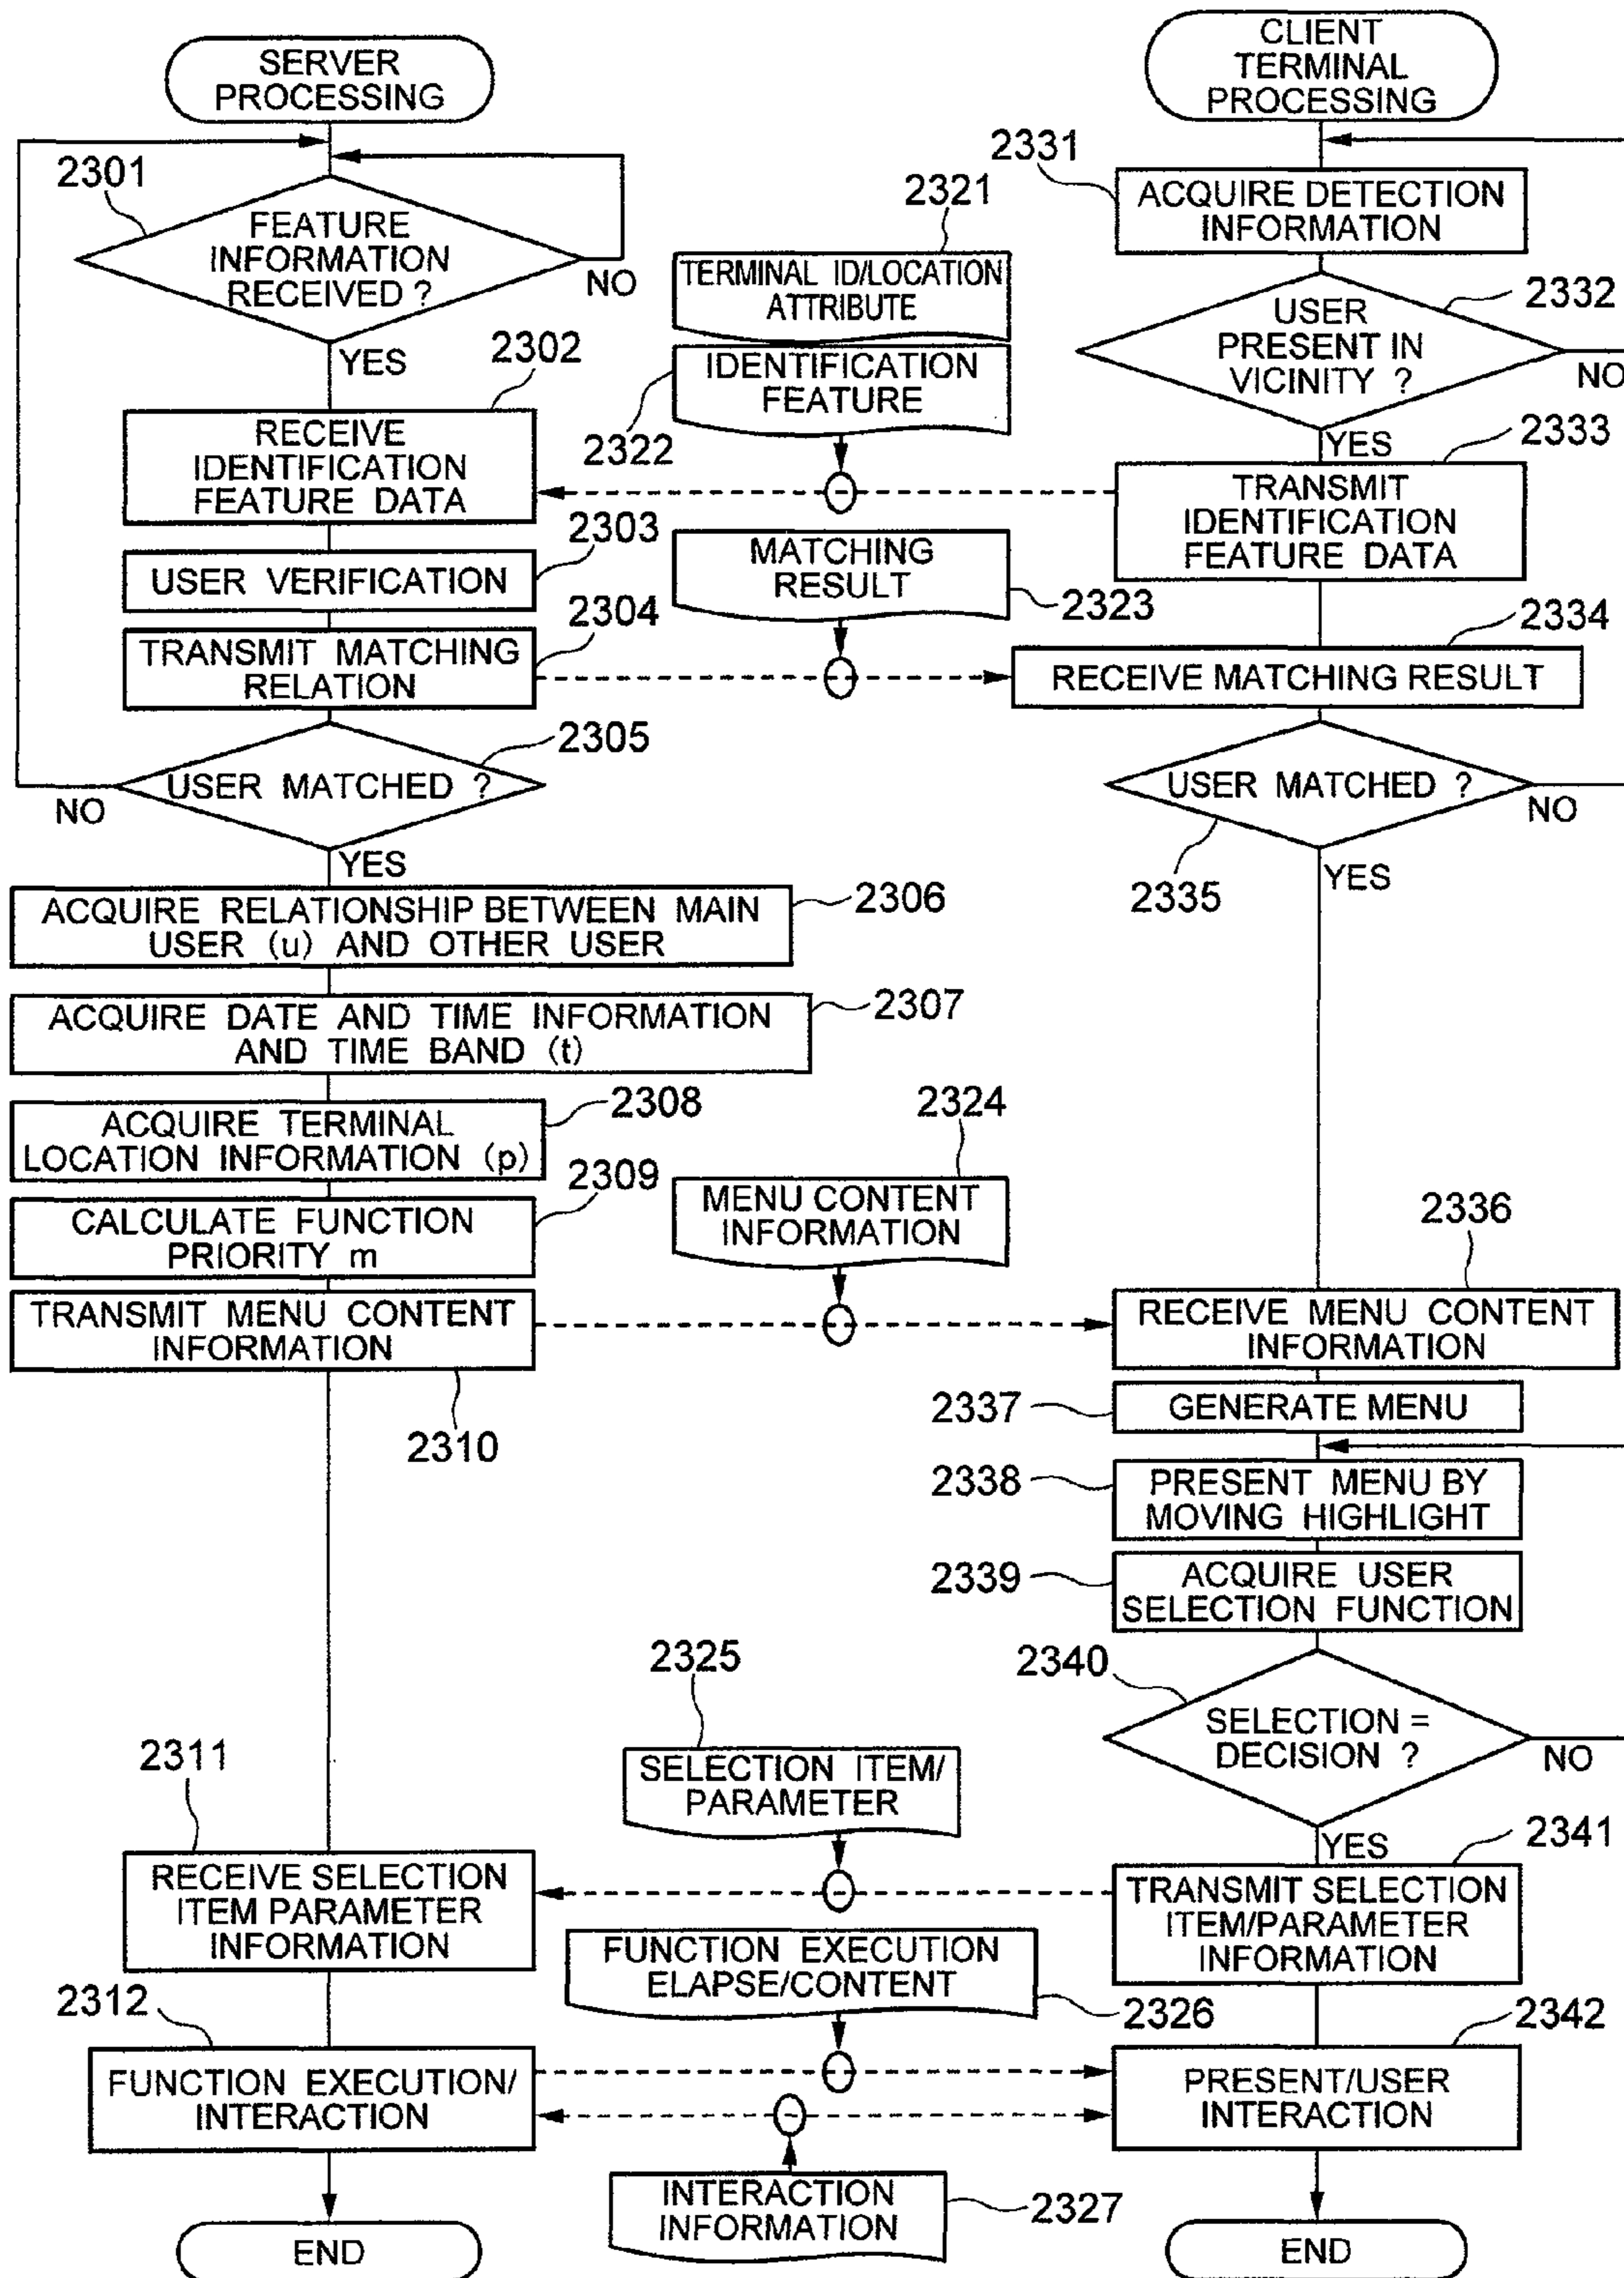 SERVER
PROCESSING
2301
FEATURE
INFORMATION
RECEIVED ?
NO
YES
2302
RECEIVE
IDENTIFICATION
FEATURE DATA
2303
USER VERIFICATION
2304
TRANSMIT MATCHING
RELATION
2305
USER MATCHED ?
NO
YES
ACQUIRE RELATIONSHIP BETWEEN MAIN
USER (u) AND OTHER USER
2306
ACQUIRE DATE AND TIME INFORMATION
AND TIME BAND (t)
2307
ACQUIRE TERMINAL
LOCATION INFORMATION (p)
2308
2309
CALCULATE FUNCTION
PRIORITY m
TRANSMIT MENU CONTENT
INFORMATION
2310
2311
RECEIVE SELECTION
ITEM PARAMETER
INFORMATION
2312
FUNCTION EXECUTION/
INTERACTION
END
2321
TERMINAL ID/LOCATION
ATTRIBUTE
IDENTIFICATION
FEATURE
2322
MATCHING
RESULT
2323
2324
MENU CONTENT
INFORMATION
2325
SELECTION ITEM/
PARAMETER
FUNCTION EXECUTION
ELAPSE/CONTENT
2326
INTERACTION
INFORMATION
2327
CLIENT
TERMINAL
PROCESSING
2331
ACQUIRE DETECTION
INFORMATION
2332
USER
PRESENT IN
VICINITY ?
NO
YES
2333
TRANSMIT
IDENTIFICATION
FEATURE DATA
2334
RECEIVE MATCHING RESULT
USER MATCHED ?
NO
2335
YES
2336
RECEIVE MENU CONTENT
INFORMATION
2337
GENERATE MENU
2338
PRESENT MENU BY
MOVING HIGHLIGHT
2339
ACQUIRE USER
SELECTION FUNCTION
2340
SELECTION =
DECISION ?
NO
YES
2341
TRANSMIT SELECTION
ITEM/PARAMETER
INFORMATION
2342
PRESENT/USER
INTERACTION
END